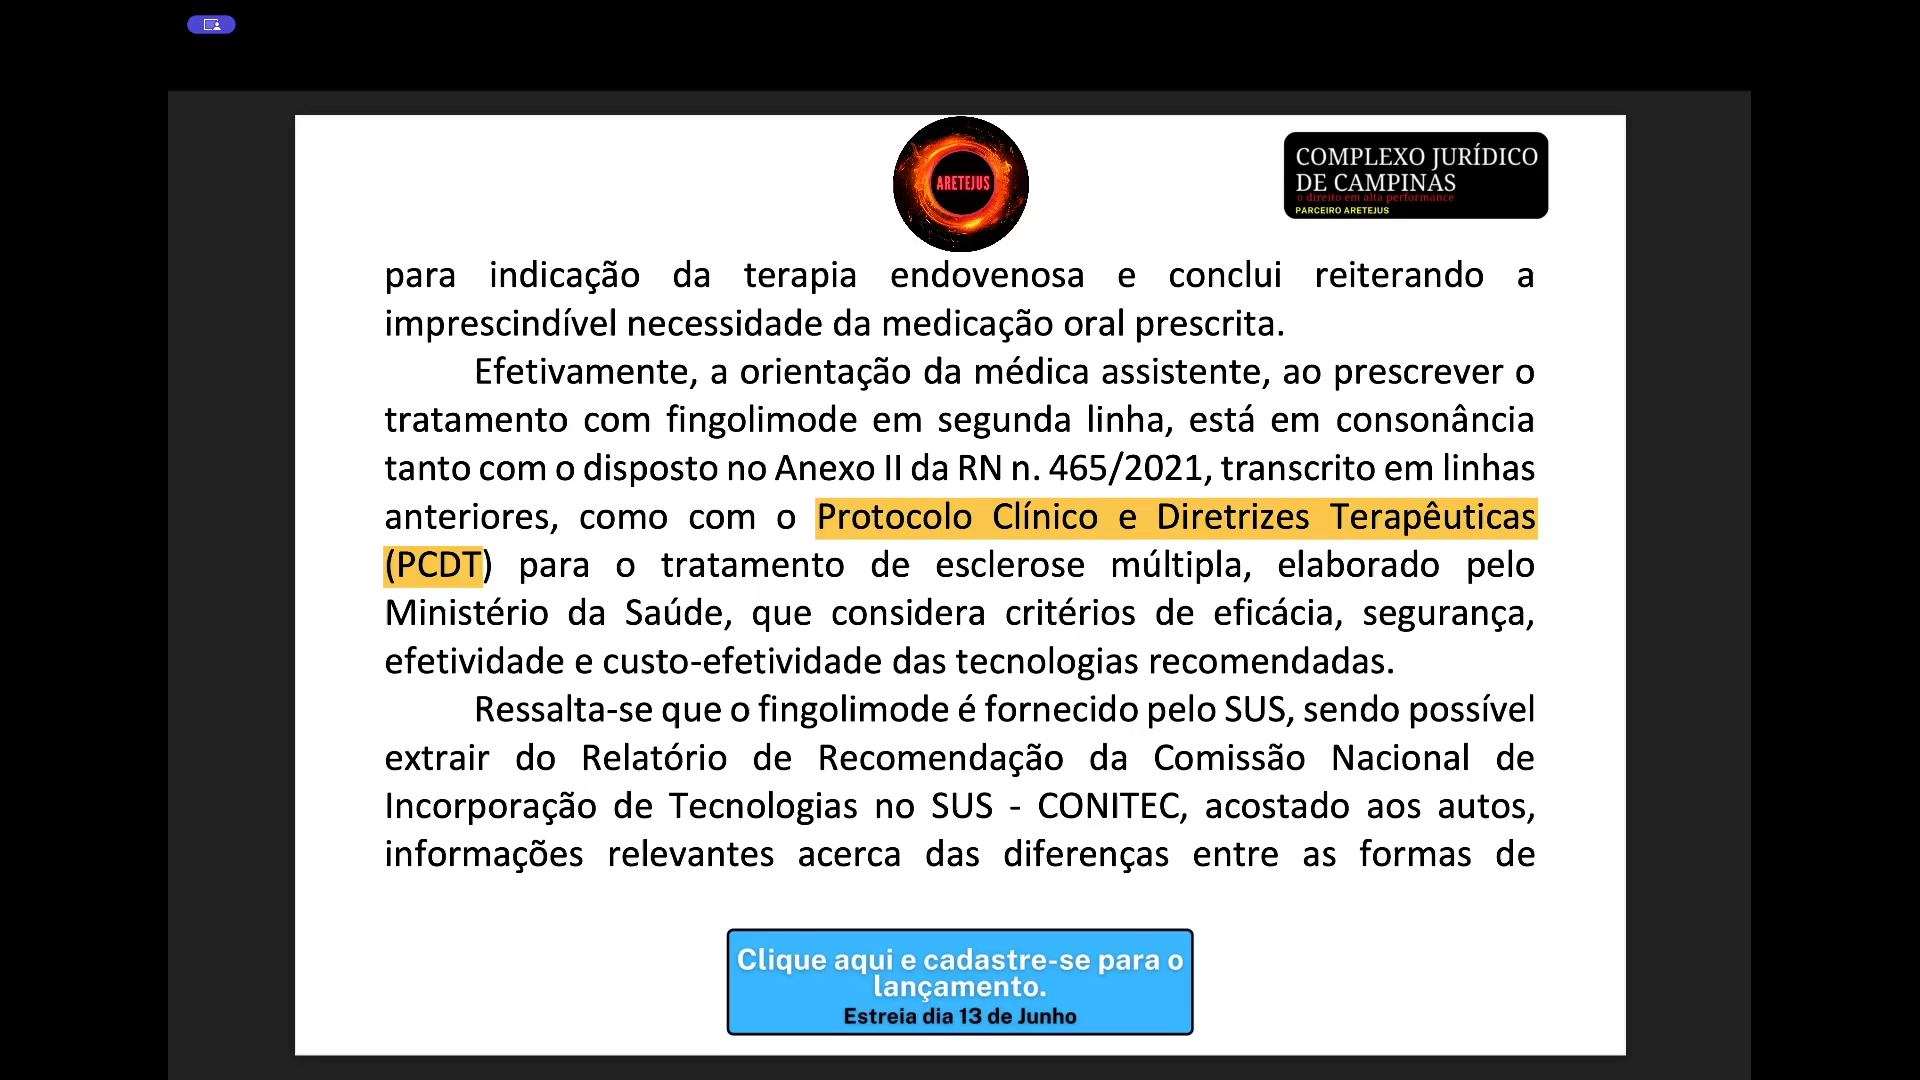 ARETEJUS
COMPLEXO JURÍDICO
DE CAMPINAS
o direito em alta performance
PARCEIRO ARETEJUS
para indicação da terapia endovenosa e conclui reiterando a
imprescindível necessidade da medicação oral prescrita.
Efetivamente, a orientação da médica assistente, ao prescrever o
tratamento com fingolimode em segunda linha, está em consonância
tanto com o disposto no Anexo II da RN n. 465/2021, transcrito em linhas
anteriores, como com o Protocolo Clínico e Diretrizes Terapêuticas
(PCDT) para o tratamento de esclerose múltipla, elaborado pelo
Ministério da Saúde, que considera critérios de eficácia, segurança,
efetividade e custo-efetividade das tecnologias recomendadas.
Ressalta-se que o fingolimode é fornecido pelo SUS, sendo possível
extrair do Relatório de Recomendação da Comissão Nacional de
Incorporação de Tecnologias no SUS - CONITEC, acostado aos autos,
informações relevantes acerca das diferenças entre as formas de
Clique aqui e cadastre-se para o
lançamento.
Estreia dia 13 de Junho